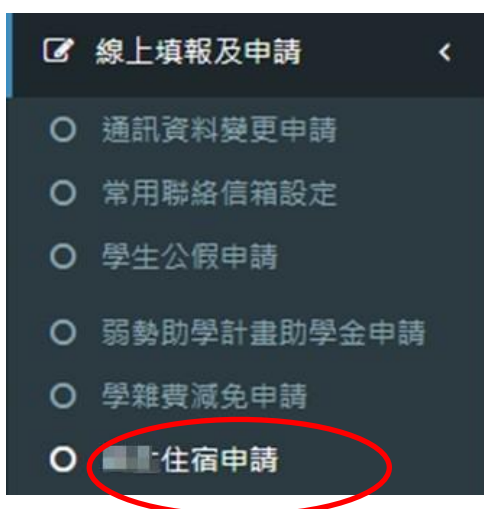 線上填報及申請
通訊資料變更申請
常用聯絡信箱設定
學生公假申請
弱勢助學計畫助學金申請
學雜費減免申請
住宿申請